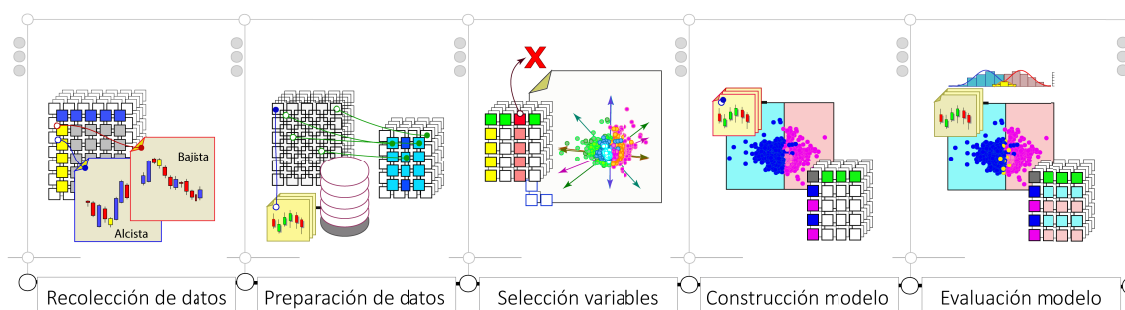 X
Bajista
Alcista
Recolección de datos
Preparación de datos
Selección variables
Construcción modelo
Evaluación modelo